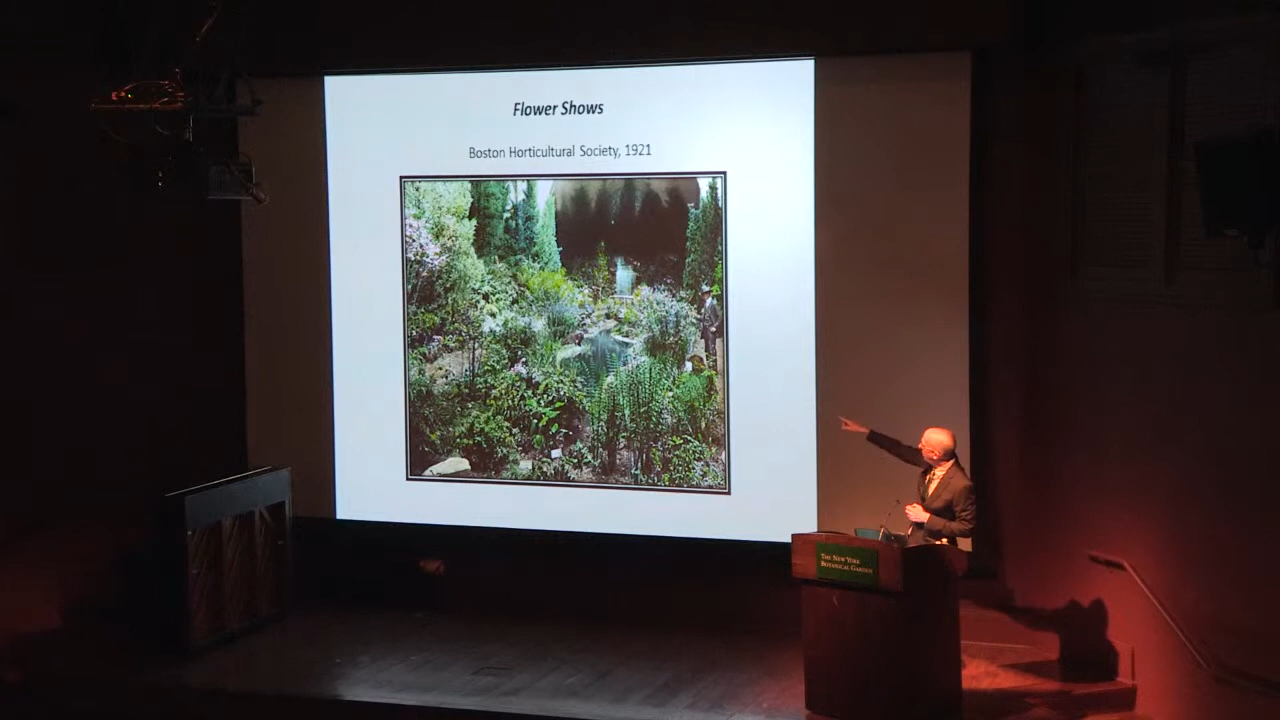 Flower Shows
Boston Horticultural Society, 1921
THE NEW YORK
BOTANICAL GARDEN